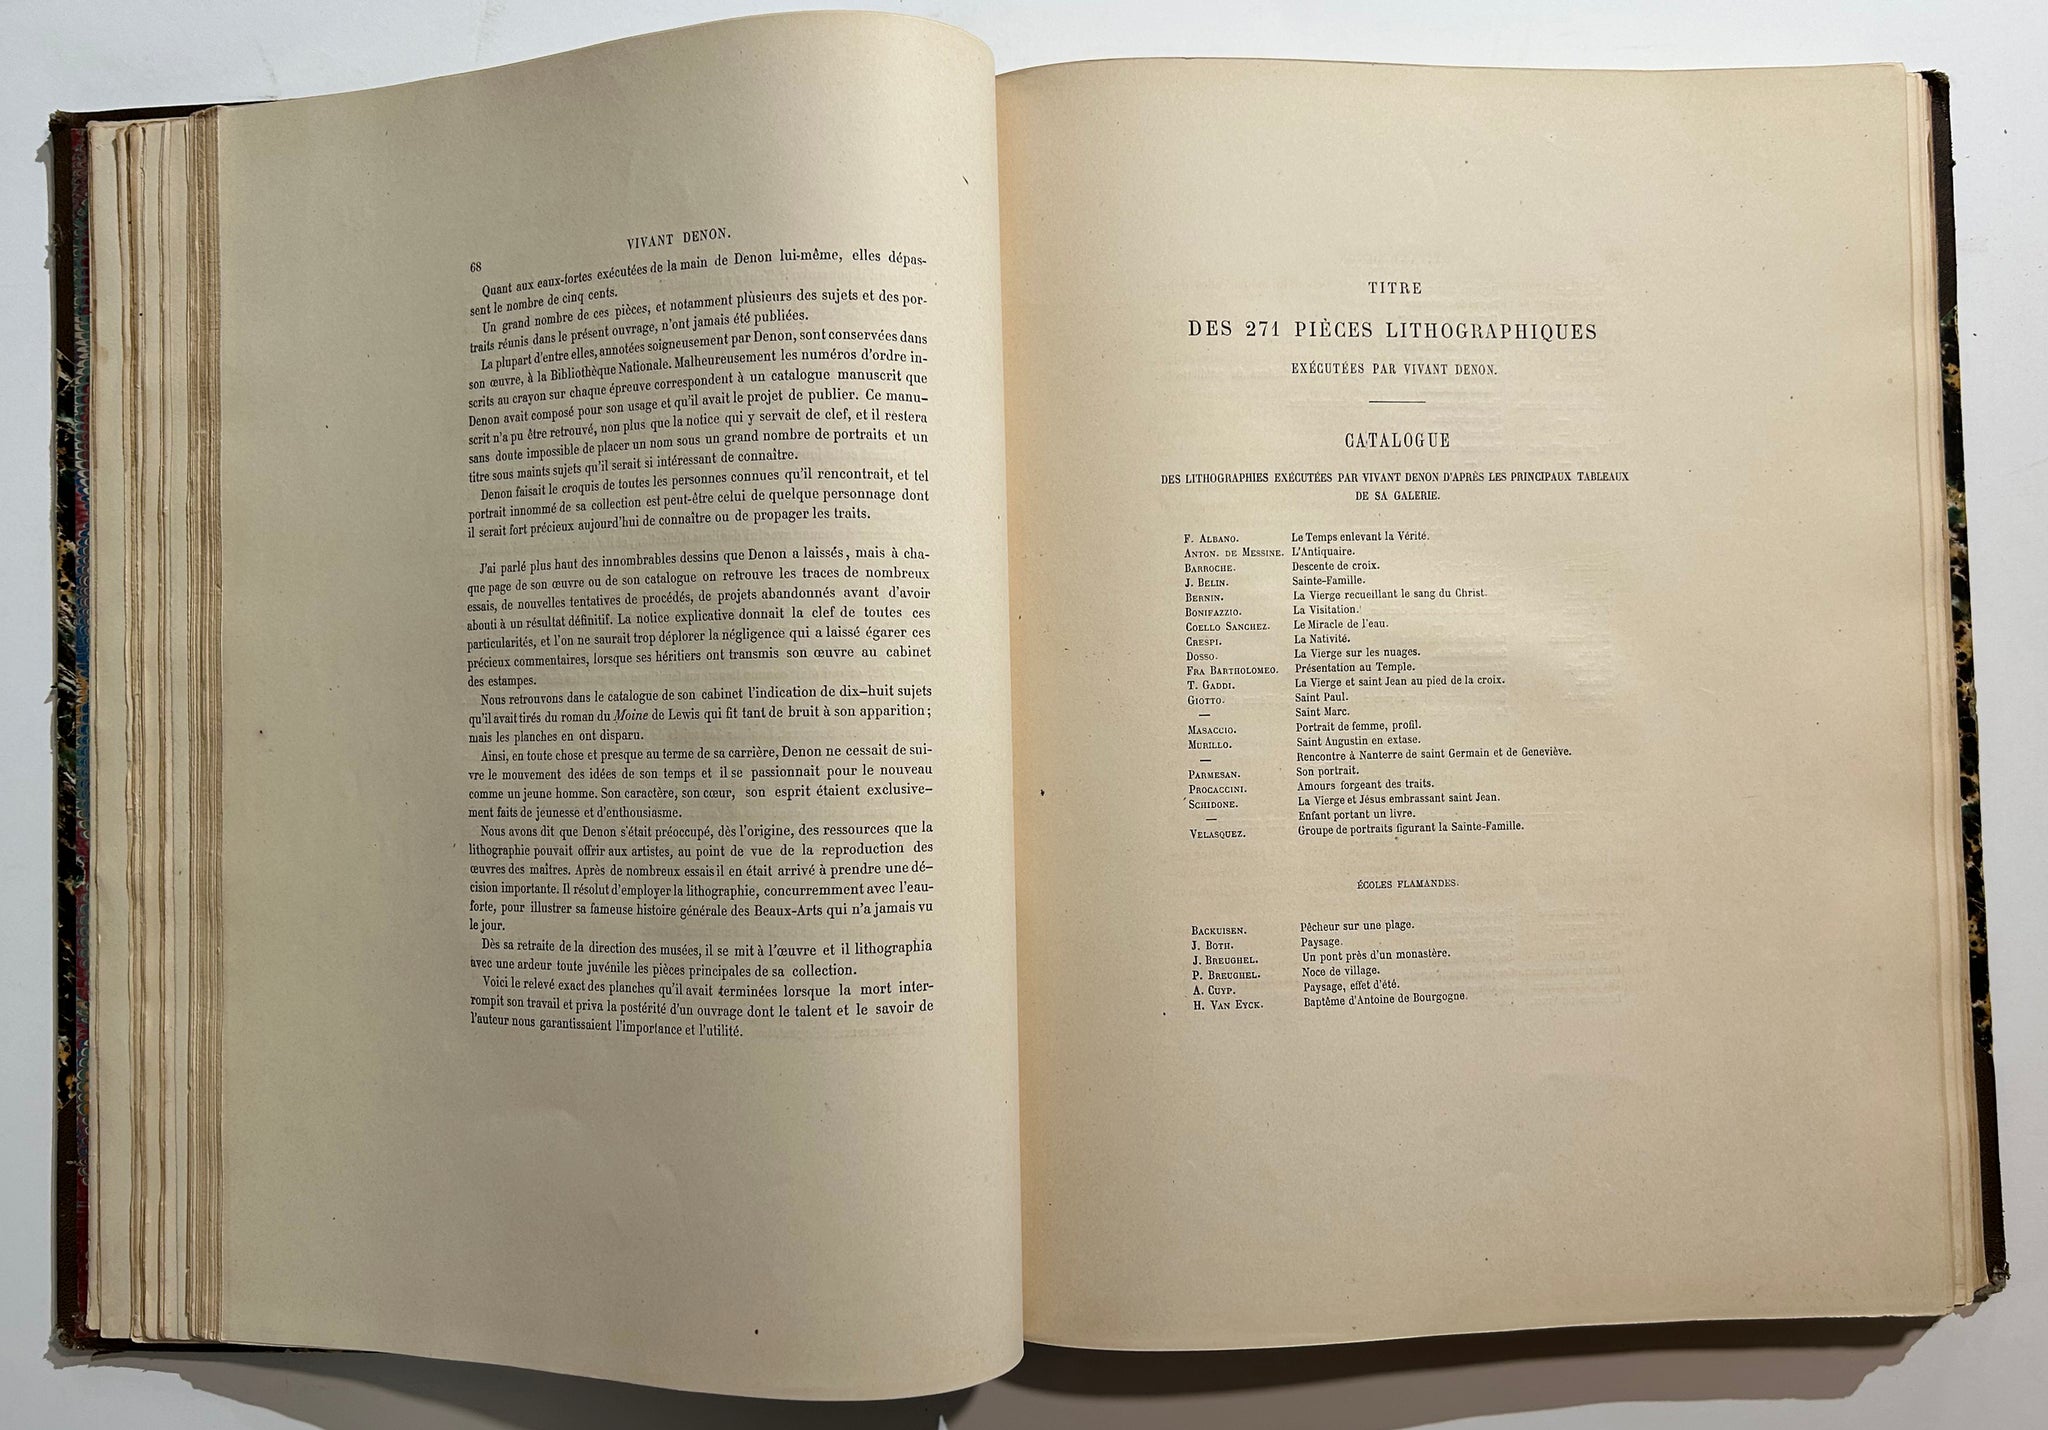 VIVANT DENON.
68
Quant aux eaux-fortes exécutées de la main de Denon lui-même, elles dépas-
sent le nombre de cinq cents.
Un grand nombre de ces pièces, et notamment plusieurs des sujets et des por-
traits réunis dans le présent ouvrage, n'ont jamais été publiées.
La plupart d'entre elles, annotées soigneusement par Denon, sont conservées dans
son œuvre, à la Bibliothèque Nationale. Malheureusement les numéros d'ordre in-
scrits au crayon sur chaque épreuve correspondent à un catalogue manuscrit que
Denon avait composé pour son usage et qu'il avait le projet de publier. Ce manu-
scrit n'a pu être retrouvé, non plus que la notice qui y servait de clef, et il restera
sans doute impossible de placer un nom sous un grand nombre de portraits et un
titre sous maints sujets qu'il serait si intéressant de connaître.
Denon faisait le croquis de toutes les personnes connues qu'il rencontrait, et tel
portrait innommé de sa collection est peut-être celui de quelque personnage dont
il serait fort précieux aujourd'hui de connaître ou de propager les traits.
J'ai parlé plus haut des innombrables dessins que Denon a laissés, mais à cha-
que page de son œuvre ou de son catalogue on retrouve les traces de nombreux
essais, de nouvelles tentatives de procédés, de projets abandonnés avant d'avoir
abouti à un résultat définitif. La notice explicative donnait la clef de toutes ces
particularités, et l'on ne saurait trop déplorer la négligence qui a laissé égarer ces
précieux commentaires, lorsque ses héritiers ont transmis son œuvre au cabinet
des estampes.
Nous retrouvons dans le catalogue de son cabinet l'indication de dix-huit sujets
qu'il avait tirés du roman du Moine de Lewis qui fit tant de bruit à son apparition;
mais les planches en ont disparu.
Ainsi, en toute chose et presque au terme de sa carrière, Denon ne cessait de sui-
vre le mouvement des idées de son temps et il se passionnait pour le nouveau
comme un jeune homme. Son caractère, son cœur, son esprit étaient exclusive-
ment faits de jeunesse et d'enthousiasme.
Nous avons dit que Denon s'était préoccupé, dès l'origine, des ressources que la
lithographie pouvait offrir aux artistes, au point de vue de la reproduction des
œuvres des maîtres. Après de nombreux essais il en était arrivé à prendre une dé-
cision importante. Il résolut d'employer la lithographie, concurremment avec l'eau-
forte, pour illustrer sa fameuse histoire générale des Beaux-Arts qui n'a jamais vu
le jour.
Dès sa retraite de la direction des musées, il se mit à l'œuvre et il lithographia
avec une ardeur toute juvénile les pièces principales de sa collection.
Voici le relevé exact des planches qu'il avait terminées lorsque la mort inter-
rompit son travail et priva la postérité d'un ouvrage dont le talent et le savoir de
l'auteur nous garantissaient l'importance et l'utilité.
TITRE
DES 271 PIÈCES LITHOGRAPHIQUES
EXÉCUTÉES PAR VIVANT DENON.
CATALOGUE
DES LITHOGRAPHIES EXÉCUTÉES PAR VIVANT DENON D'APRÈS LES PRINCIPAUX TABLEAUX
DE SA GALERIE.
F. ALBANO. Le Temps enlevant la Vérité.
ANTON. DE MESSINE. L'Antiquaire.
BARROCHE. Descente de croix.
J. BELIN. Sainte-Famille.
BERNIN. La Vierge recueillant le sang du Christ.
BONIFAZZIO. La Visitation.
COELLO SANCHEZ. Le Miracle de l'eau.
CRESPI. La Nativité.
DOSSO. La Vierge sur les nuages.
FRA BARTHOLOMEO. Présentation au Temple.
T. GADDI. La Vierge et saint Jean au pied de la croix.
GIOTTO. Saint Paul.
— Saint Marc.
MASACCIO. Portrait de femme, profil.
MURILLO. Saint Augustin en extase.
— Rencontre à Nanterre de saint Germain et de Geneviève.
PARMESAN. Son portrait.
PROCACCINI. Amours forgeant des traits.
SCHIDONE. La Vierge et Jésus embrassant saint Jean.
— Enfant portant un livre.
VELASQUEZ. Groupe de portraits figurant la Sainte-Famille.
ÉCOLES FLAMANDES.
BACKUISEN. Pêcheur sur une plage.
J. BOTH. Paysage.
J. BREUGHEL. Un pont près d'un monastère.
P. BREUGHEL. Noce de village.
A. CUYP. Paysage, effet d'été.
H. VAN EYCK. Baptême d'Antoine de Bourgogne.